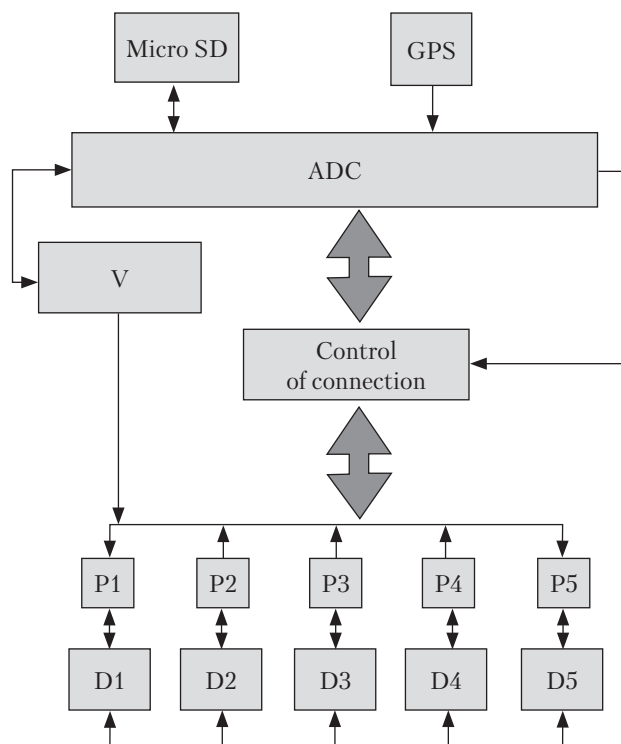 Micro SD
GPS
ADC
V
Control
of connection
P1
P2
P3
P4
P5
D1
D2
D3
D4
D5